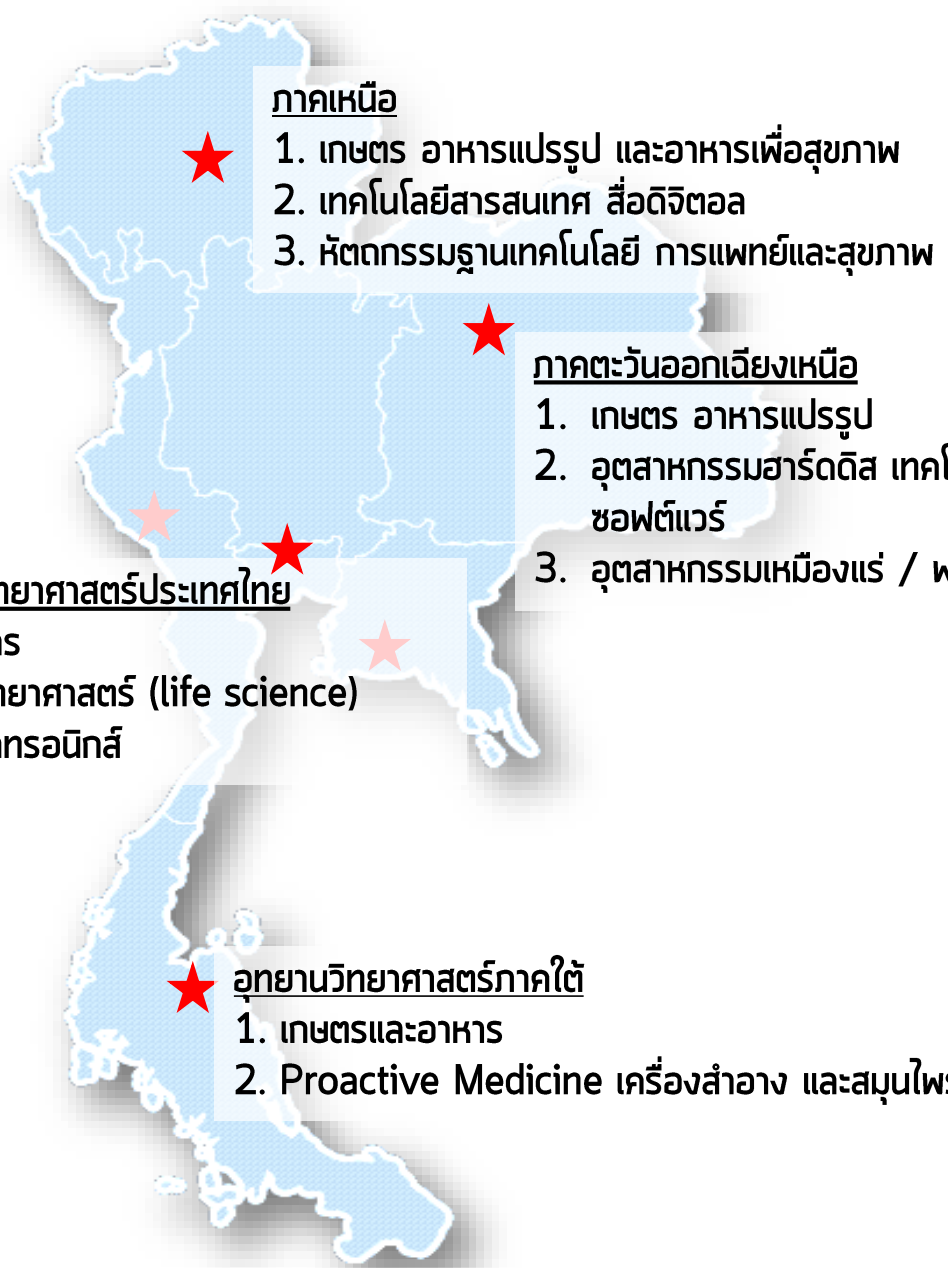 ภาคเหนือ
1. เกษตร อาหารแปรรูป และอาหารเพื่อสุขภาพ
2. เทคโนโลยีสารสนเทศ สื่อดิจิตอล
3. หัตถกรรมฐานเทคโนโลยี การแพทย์และสุขภาพ
ภาคตะวันออกเฉียงเหนือ
1. เกษตร อาหารแปรรูป
2. อุตสาหกรรมฮาร์ดดิส
ซอฟต์แวร์
3. อุตสาหกรรมเหมืองแร่ /
ทยาศาสตร์ประเทศไทย
ทยาศาสตร์ (life science)
ทรอนิกส์
อุทยานวิทยาศาสตร์ภาคใต้
1. เกษตรและอาหาร
2. Proactive Medicine เครื่องสำอาง และสมุนไพร